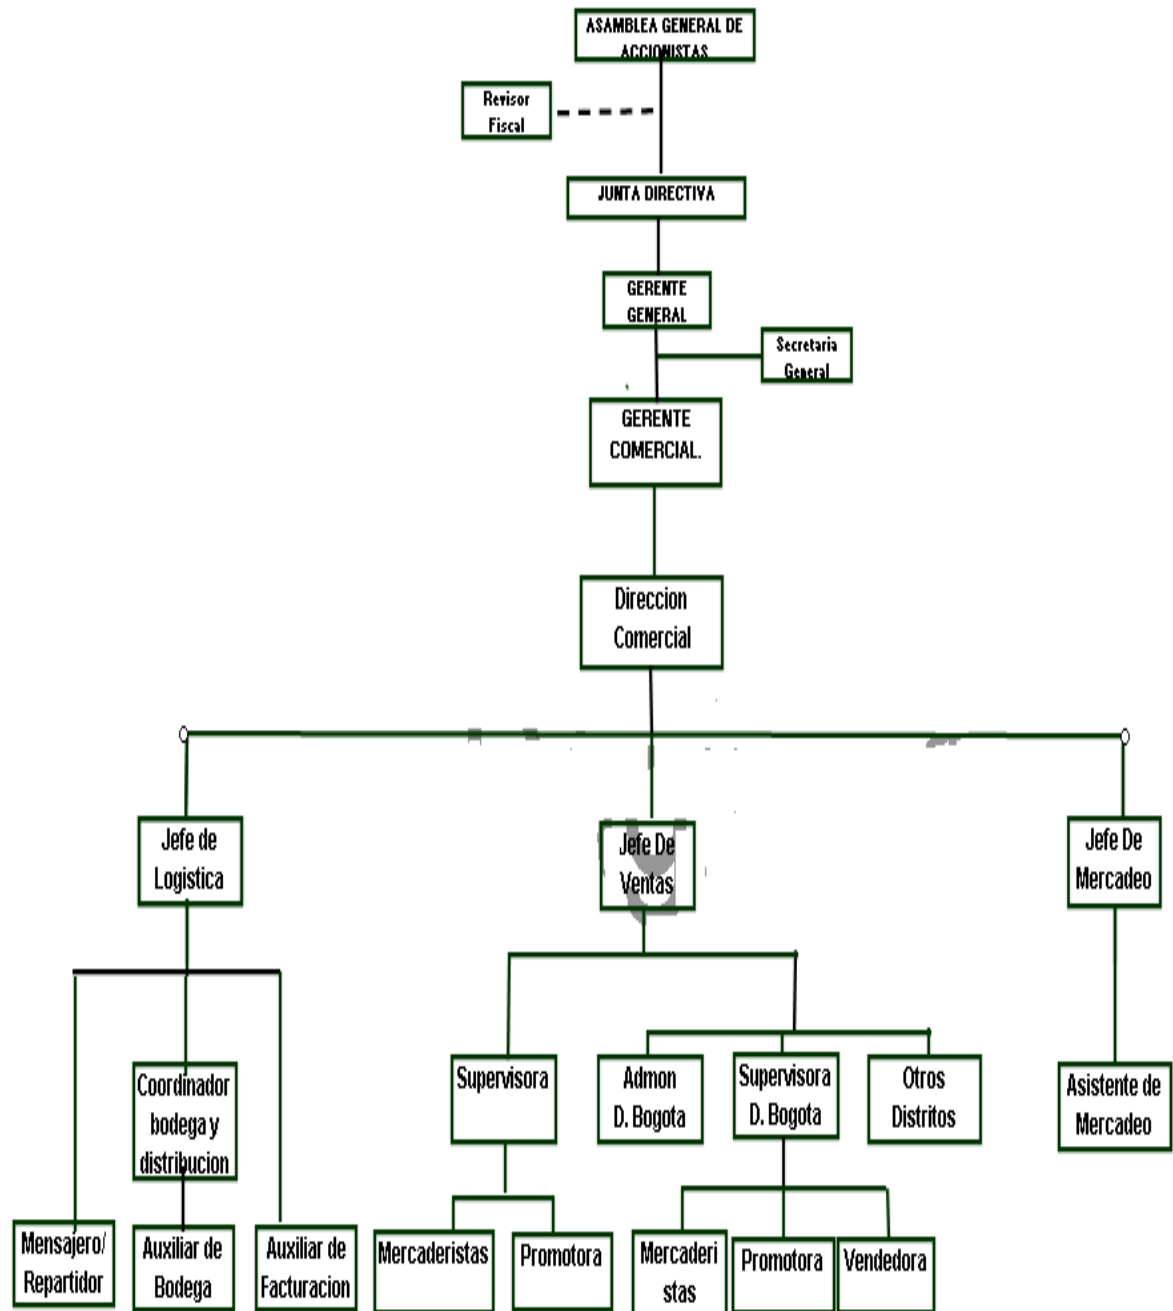 ASAMBLEA GENERAL DE
ACCIONISTAS
Revisor
Fiscal
JUNTA DIRECTIVA
GERENTE
GENERAL
Secretaria
General
GERENTE
COMERCIAL.
Direccion
Comercial
Jefe de
Logistica
Jefe De
Ventas
Jefe De
Mercadeo
Coordinador
bodega y
distribucion
Supervisora
Admon
D. Bogota
Supervisora
D. Bogota
Otros
Distritos
Asistente de
Mercadeo
Mensajero/
Repartidor
Auxiliar de
Bodega
Auxiliar de
Facturacion
Mercaderistas
Promotora
Mercaderi
stas
Promotora
Vendedora